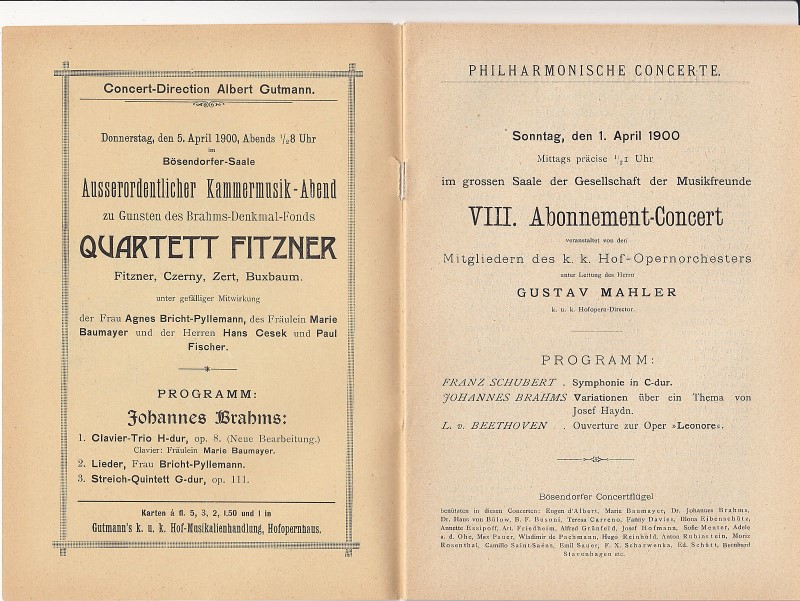 Concert-Direction Albert Gutmann.
Donnerstag, den 5. April 1900, Abends ½8 Uhr
im
Bösendorfer-Saale
Ausserordentlicher Kammermusik-Abend
zu Gunsten des Brahms-Denkmal-Fonds
QUARTETT FITZNER
Fitzner, Czerny, Zert, Buxbaum.
unter gefälliger Mitwirkung
der Frau Agnes Bricht-Pyllemann, des Fräulein Marie
Baumayer und der Herren Hans Cesek und Paul
Fischer.
PROGRAMM:
Johannes Brahms:
1. Clavier-Trio H-dur, op. 8. (Neue Bearbeitung.)
Clavier: Fräulein Marie Baumayer.
2. Lieder, Frau Bricht-Pyllemann.
3. Streich-Quintett G-dur, op. 111.
Karten á fl. 5, 3, 2, 1.50 und 1 in
Gutmann's k. u. k. Hof-Musikalienhandlung, Hofopernhaus.
PHILHARMONISCHE CONCERTE.
Sonntag, den 1. April 1900
Mittags präcise ½1 Uhr
im grossen Saale der Gesellschaft der Musikfreunde
VIII. Abonnement-Concert
veranstaltet von den
Mitgliedern des k. k. Hof-Opernorchesters
unter Leitung des Herrn
GUSTAV MAHLER
k. u. k. Hofopern-Director.
PROGRAMM:
FRANZ SCHUBERT . Symphonie in C-dur.
JOHANNES BRAHMS Variationen über ein Thema von
Josef Haydn.
L. v. BEETHOVEN . . Ouverture zur Oper »Leonore«.
Bösendorfer Concertflügel
benützten in diesen Concerten: Eugen d'Albert, Marie Baumayer, Dr. Johannes Brahms,
Dr. Hans von Bülow, B. F. Busoni, Teresa Carreno, Fanny Davies, Ilona Eibenschütz,
Annette Essipoff, Art. Friedheim, Alfred Grünfeld, Josef Hofmann, Sofie Menter, Adele
a. d. Ohe, Max Pauer, Wladimir de Pachmann, Hugo Reinhold, Anton Rubinstein, Moriz
Rosenthal, Camillo Saint-Saëns, Emil Sauer, F. X. Scharwenka, Ed. Schütt, Bernhard
Stavenhagen etc.